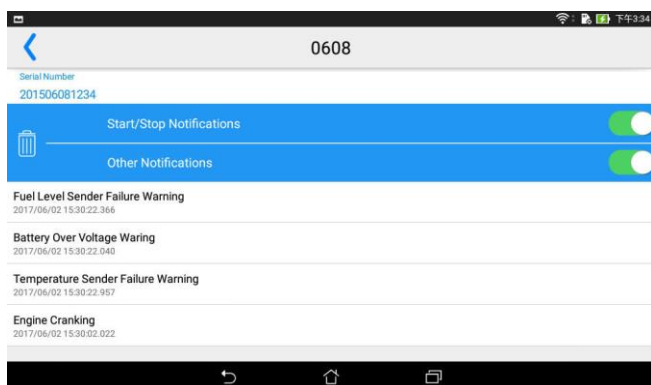 下午3:34
0608
Serial Number
201506081234
Start/Stop Notifications
Other Notifications
Fuel Level Sender Failure Warning
2017/06/02 15:30:22.366
Battery Over Voltage Waring
2017/06/02 15:30:22.040
Temperature Sender Failure Warning
2017/06/02 15:30:22.957
Engine Cranking
2017/06/02 15:30:02.022